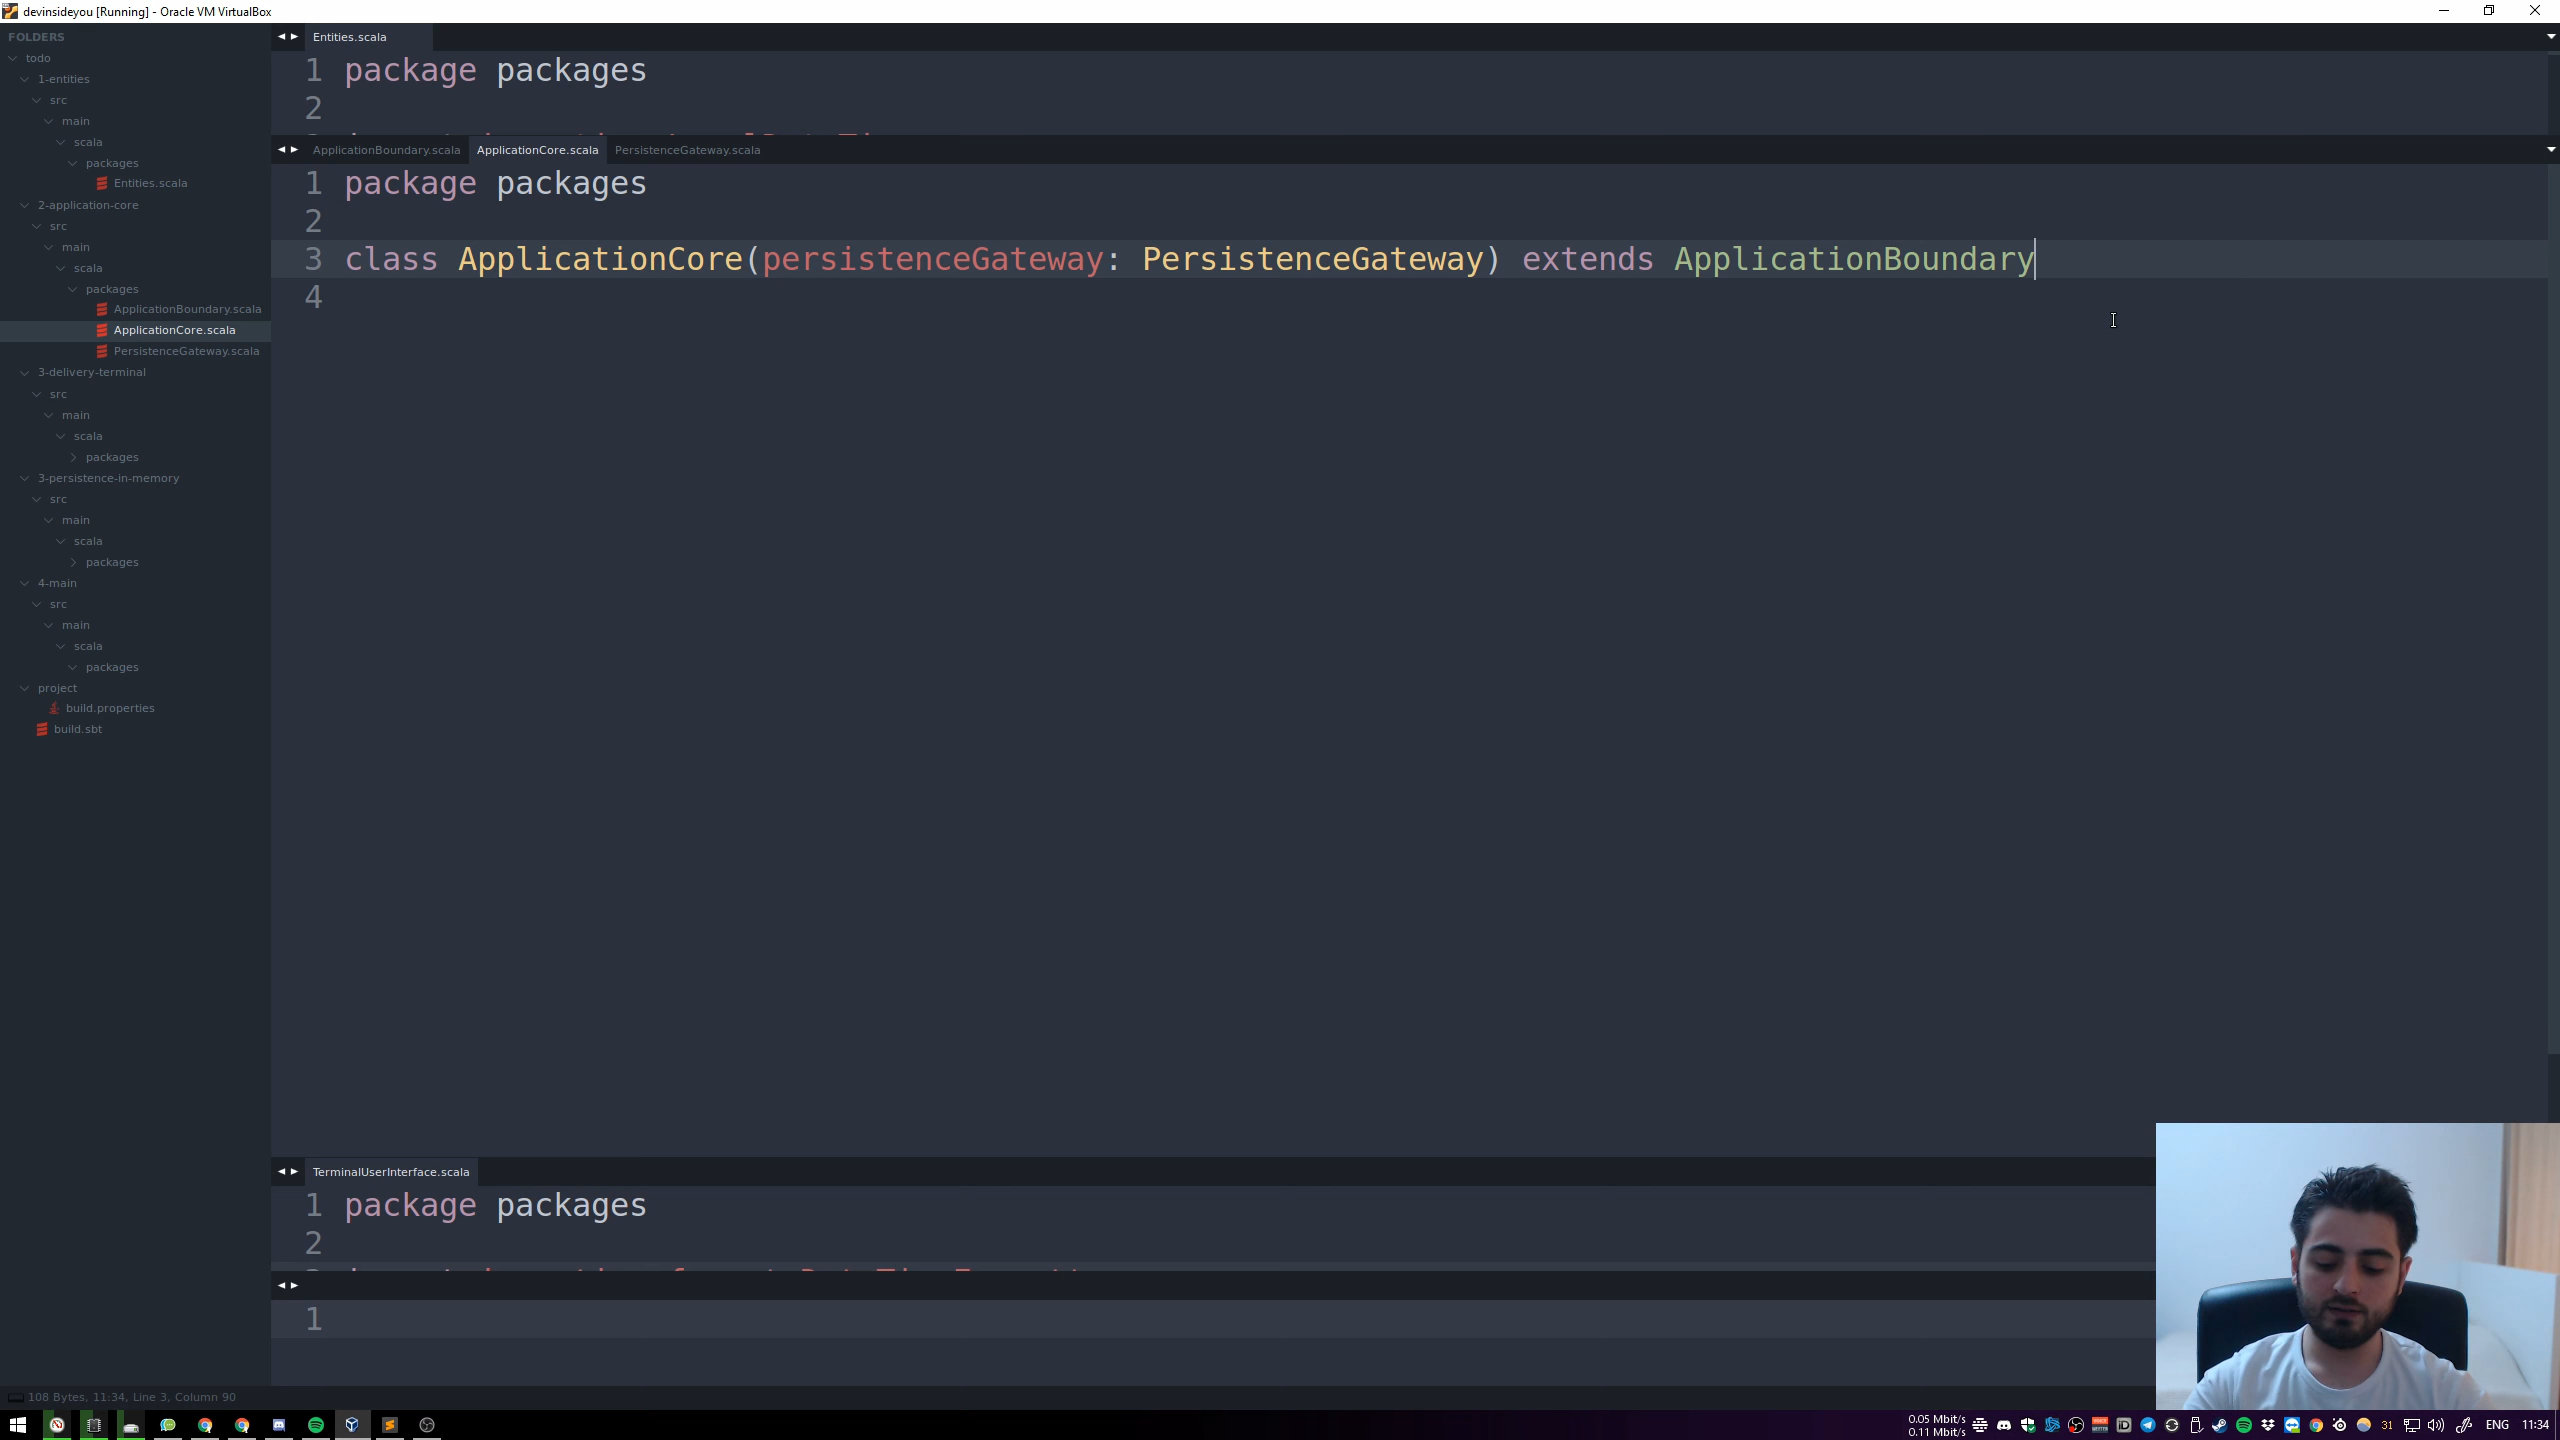 devinsideyou [Running] - Oracle VM VirtualBox
FOLDERS
todo
1-entities
src
main
scala
packages
Entities.scala
2-application-core
src
main
scala
packages
ApplicationBoundary.scala
ApplicationCore.scala
PersistenceGateway.scala
3-delivery-terminal
src
main
scala
packages
3-persistence-in-memory
src
main
scala
packages
4-main
src
main
scala
packages
project
build.properties
build.sbt
Entities.scala
1 package packages
2
ApplicationBoundary.scala ApplicationCore.scala PersistenceGateway.scala
1 package packages
2
3 class ApplicationCore(persistenceGateway: PersistenceGateway) extends ApplicationBoundary
4
TerminalUserInterface.scala
1 package packages
2
1
108 Bytes, 11:34, Line 3, Column 90
0.05 Mbit/s
0.11 Mbit/s
31
ENG 11:34